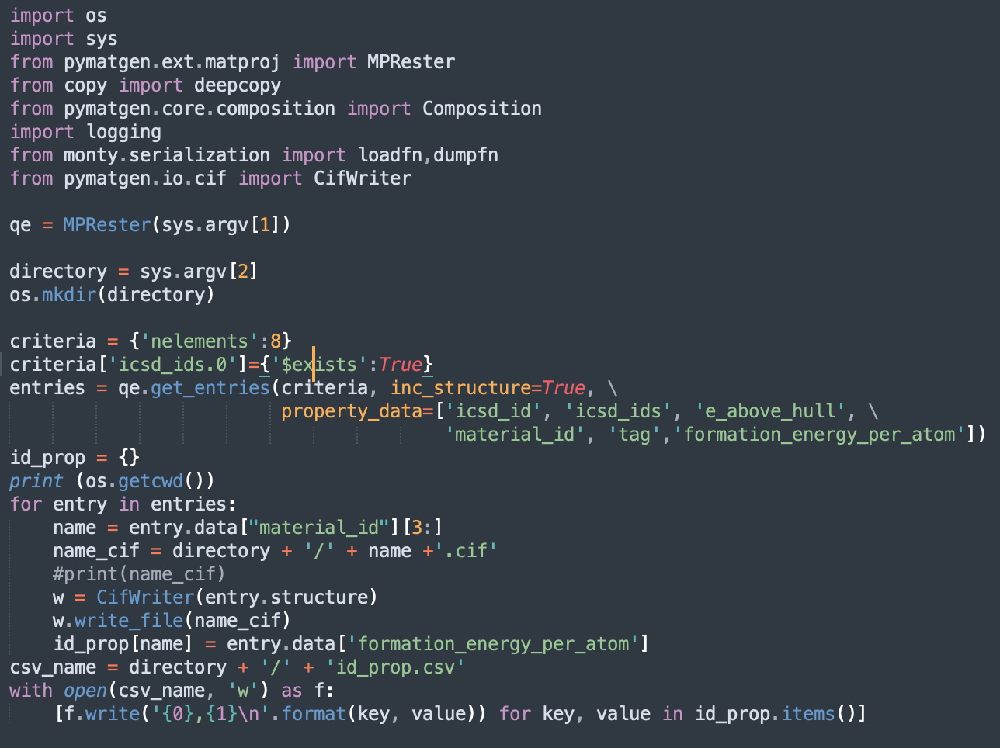 import os
import sys
from pymatgen.ext.matproj import MPRester
from copy import deepcopy
from pymatgen.core.composition import Composition
import logging
from monty.serialization import loadfn,dumpfn
from pymatgen.io.cif import CifWriter

qe = MPRester(sys.argv[1])

directory = sys.argv[2]
os.mkdir(directory)

criteria = {'nelements':8}
criteria['icsd_ids.0']={'$exists':True}
entries = qe.get_entries(criteria, inc_structure=True, \
                         property_data=['icsd_id', 'icsd_ids', 'e_above_hull', \
                                        'material_id', 'tag','formation_energy_per_atom'])
id_prop = {}
print (os.getcwd())
for entry in entries:
    name = entry.data["material_id"][3:]
    name_cif = directory + '/' + name +'.cif'
    #print(name_cif)
    w = CifWriter(entry.structure)
    w.write_file(name_cif)
    id_prop[name] = entry.data['formation_energy_per_atom']
csv_name = directory + '/' + 'id_prop.csv'
with open(csv_name, 'w') as f:
    [f.write('{0},{1}\n'.format(key, value)) for key, value in id_prop.items()]